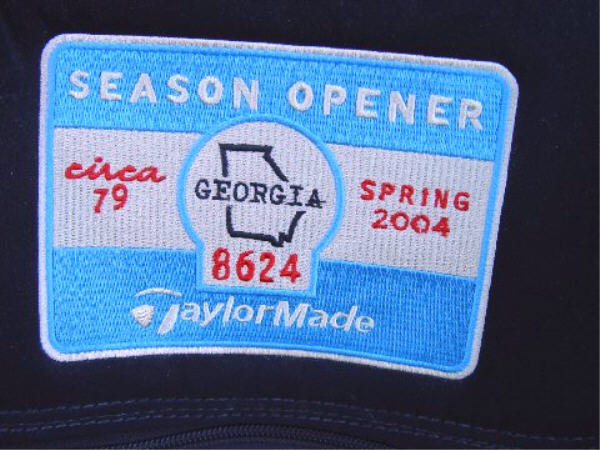 SEASON OPENER
circa
79
GEORGIA
SPRING
2004
8624
TaylorMade